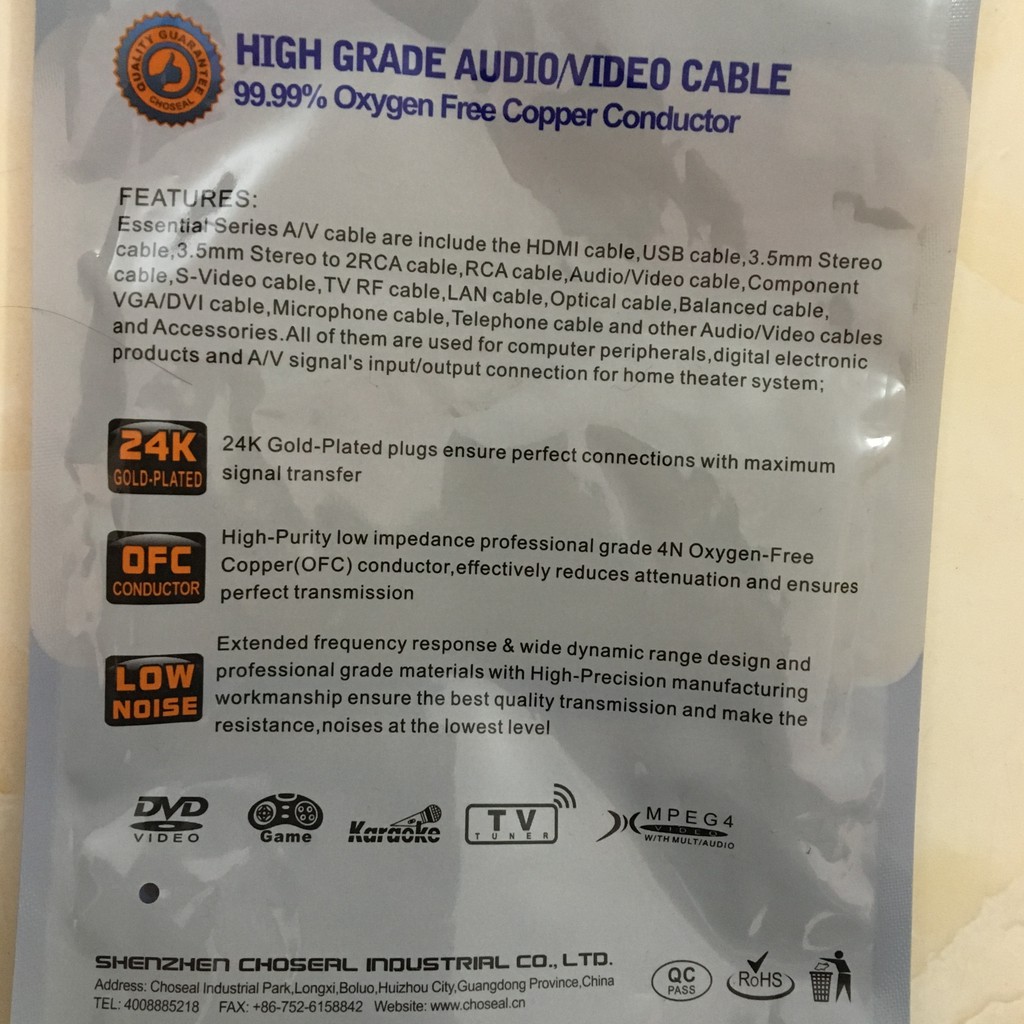 QUALITY GUARANTEE
CHOSEAL
HIGH GRADE AUDIO/VIDEO CABLE
99.99% Oxygen Free Copper Conductor
FEATURES:
Essential Series A/V cable are include the HDMI cable,USB cable,3.5mm Stereo
cable,3.5mm Stereo to 2RCA cable,RCA cable,Audio/Video cable,Component
cable,S-Video cable,TV RF cable,LAN cable,Optical cable,Balanced cable,
VGA/DVI cable,Microphone cable,Telephone cable and other Audio/Video cables
and Accessories.All of them are used for computer peripherals,digital electronic
products and A/V signal's input/output connection for home theater system;
24K
GOLD-PLATED
24K Gold-Plated plugs ensure perfect connections with maximum
signal transfer
OFC
CONDUCTOR
High-Purity low impedance professional grade 4N Oxygen-Free
Copper(OFC) conductor,effectively reduces attenuation and ensures
perfect transmission
LOW
NOISE
Extended frequency response & wide dynamic range design and
professional grade materials with High-Precision manufacturing
workmanship ensure the best quality transmission and make the
resistance,noises at the lowest level
DVD
VIDEO
Game
Karaoke
TV
TUNER
MPEG4
VIDEO
WITH MULT/AUDIO
SHENZHEN CHOSEAL INDUSTRIAL CO., LTD.
Address: Choseal Industrial Park,Longxi,Boluo,Huizhou City,Guangdong Province,China
TEL: 4008885218 FAX: +86-752-6158842 Website: www.choseal.cn
QC
PASS
RoHS